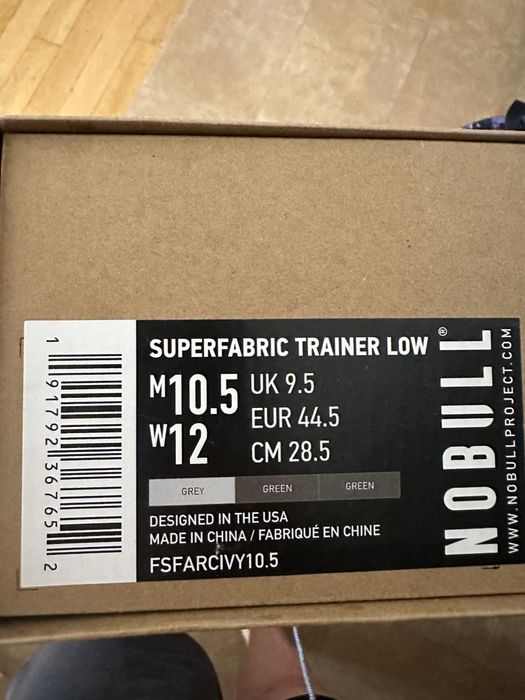 SUPERFABRIC TRAINER LOW
M10.5 UK 9.5
EUR 44.5
W12
CM 28.5
GREY GREEN GREEN
DESIGNED IN THE USA
MADE IN CHINA / FABRIQUÉ EN CHINE
FSFARCIVY10.5
1 91792 36765 2
NOBULL®
WWW.NOBULLPROJECT.COM